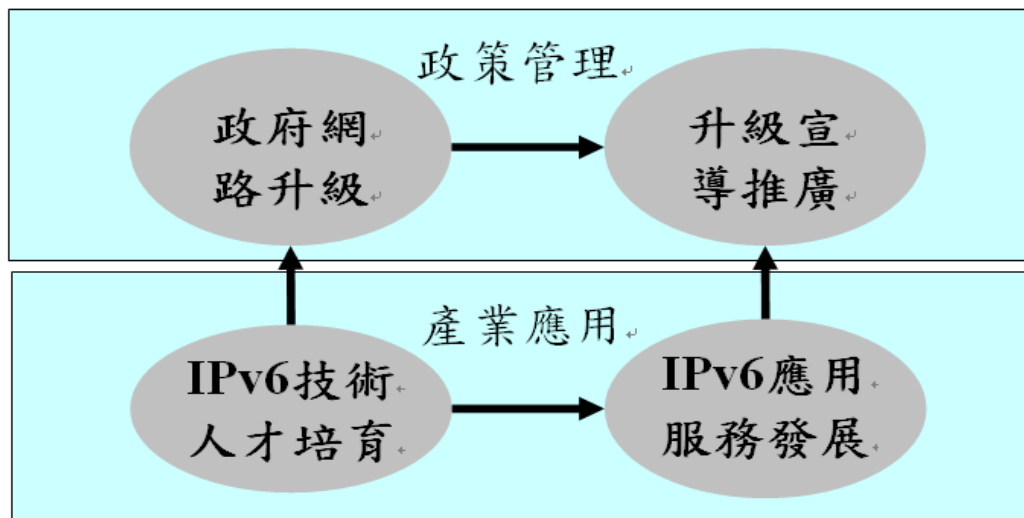 政策管理
政府網
路升級
升級宣
導推廣
產業應用
IPv6技術
人才培育
IPv6應用
服務發展